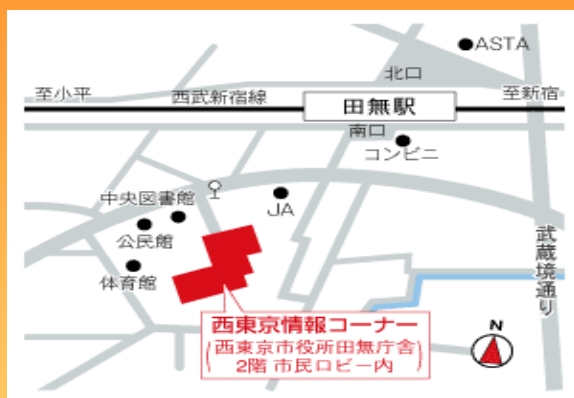 ASTA
北口
至小平
西武新宿線
田無駅
至新宿
南口
コンビニ
中央図書館
JA
公民館
体育館
武蔵境通り
西東京情報コーナー
(西東京市役所田無庁舎
2階 市民ロビー内)
N